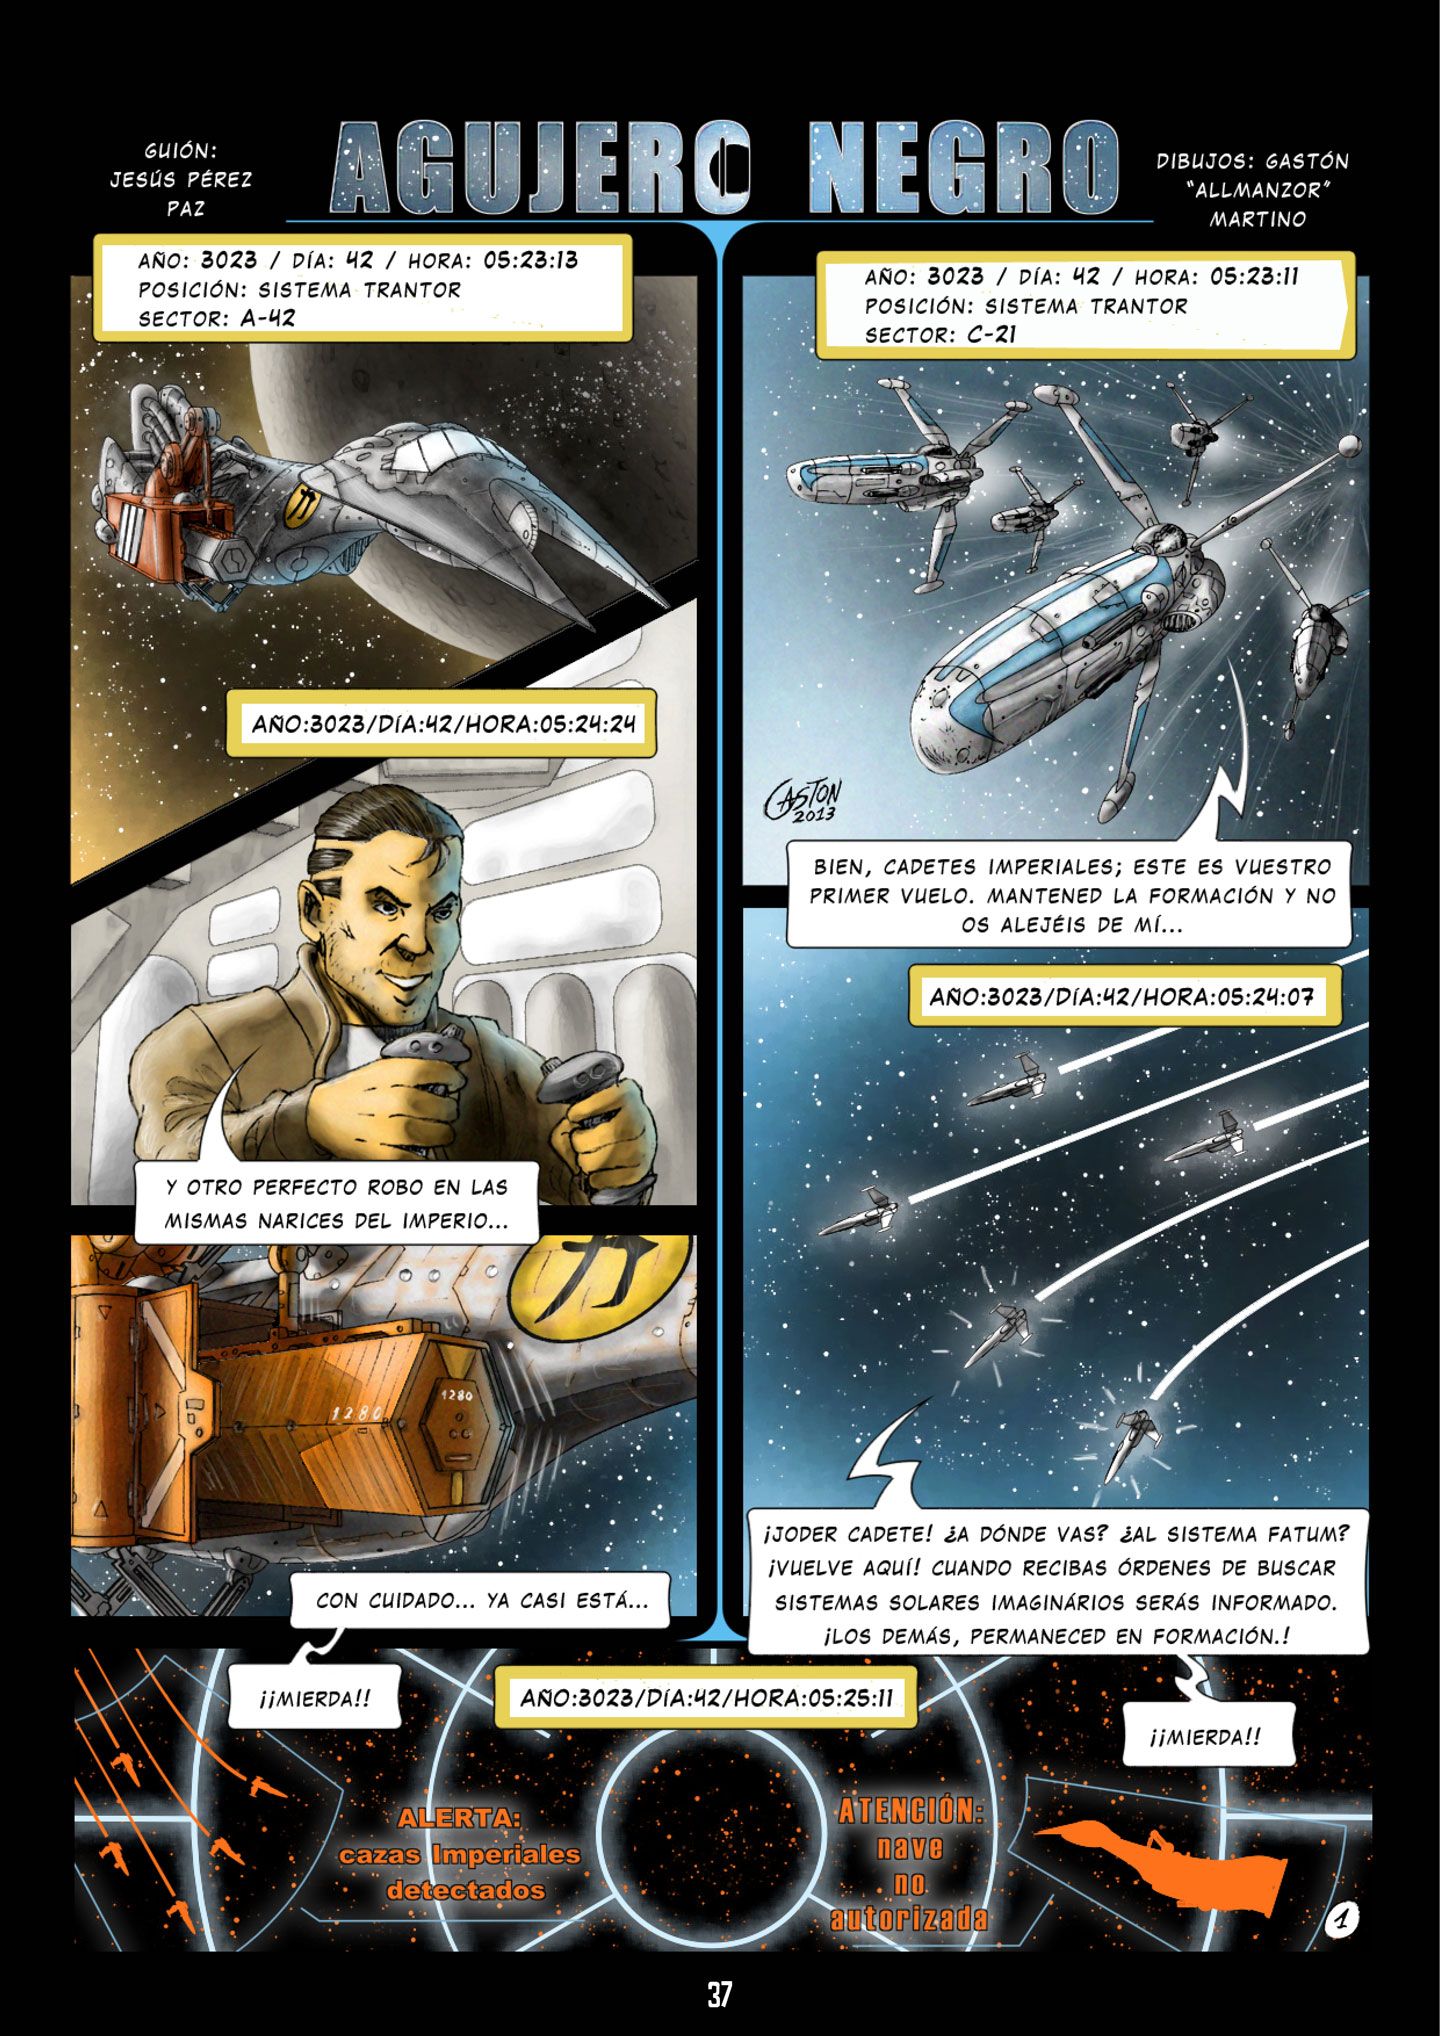 AGUJERO NEGRO
GUIÓN:
JESÚS PÉREZ
PAZ
DIBUJOS: GASTÓN
"ALLMANZOR"
MARTINO
AÑO: 3023 / DÍA: 42 / HORA: 05:23:13
POSICIÓN: SISTEMA TRANTOR
SECTOR: A-42
AÑO:3023/DÍA:42/HORA:05:24:24
Y OTRO PERFECTO ROBO EN LAS
MISMAS NARICES DEL IMPERIO...
力
1280
1280
CON CUIDADO... YA CASI ESTÁ...
AÑO: 3023 / DÍA: 42 / HORA: 05:23:11
POSICIÓN: SISTEMA TRANTOR
SECTOR: C-21
GASTON
2013
BIEN, CADETES IMPERIALES; ESTE ES VUESTRO
PRIMER VUELO. MANTENED LA FORMACIÓN Y NO
OS ALEJÉIS DE MÍ...
AÑO:3023/DÍA:42/HORA:05:24:07
¡JODER CADETE! ¿A DÓNDE VAS? ¿AL SISTEMA FATUM?
¡VUELVE AQUÍ! CUANDO RECIBAS ÓRDENES DE BUSCAR
SISTEMAS SOLARES IMAGINÁRIOS SERÁS INFORMADO.
¡LOS DEMÁS, PERMANECED EN FORMACIÓN.!
¡¡MIERDA!!
AÑO:3023/DÍA:42/HORA:05:25:11
¡¡MIERDA!!
ALERTA:
cazas Imperiales
detectados
ATENCIÓN:
nave
no
autorizada
1
37